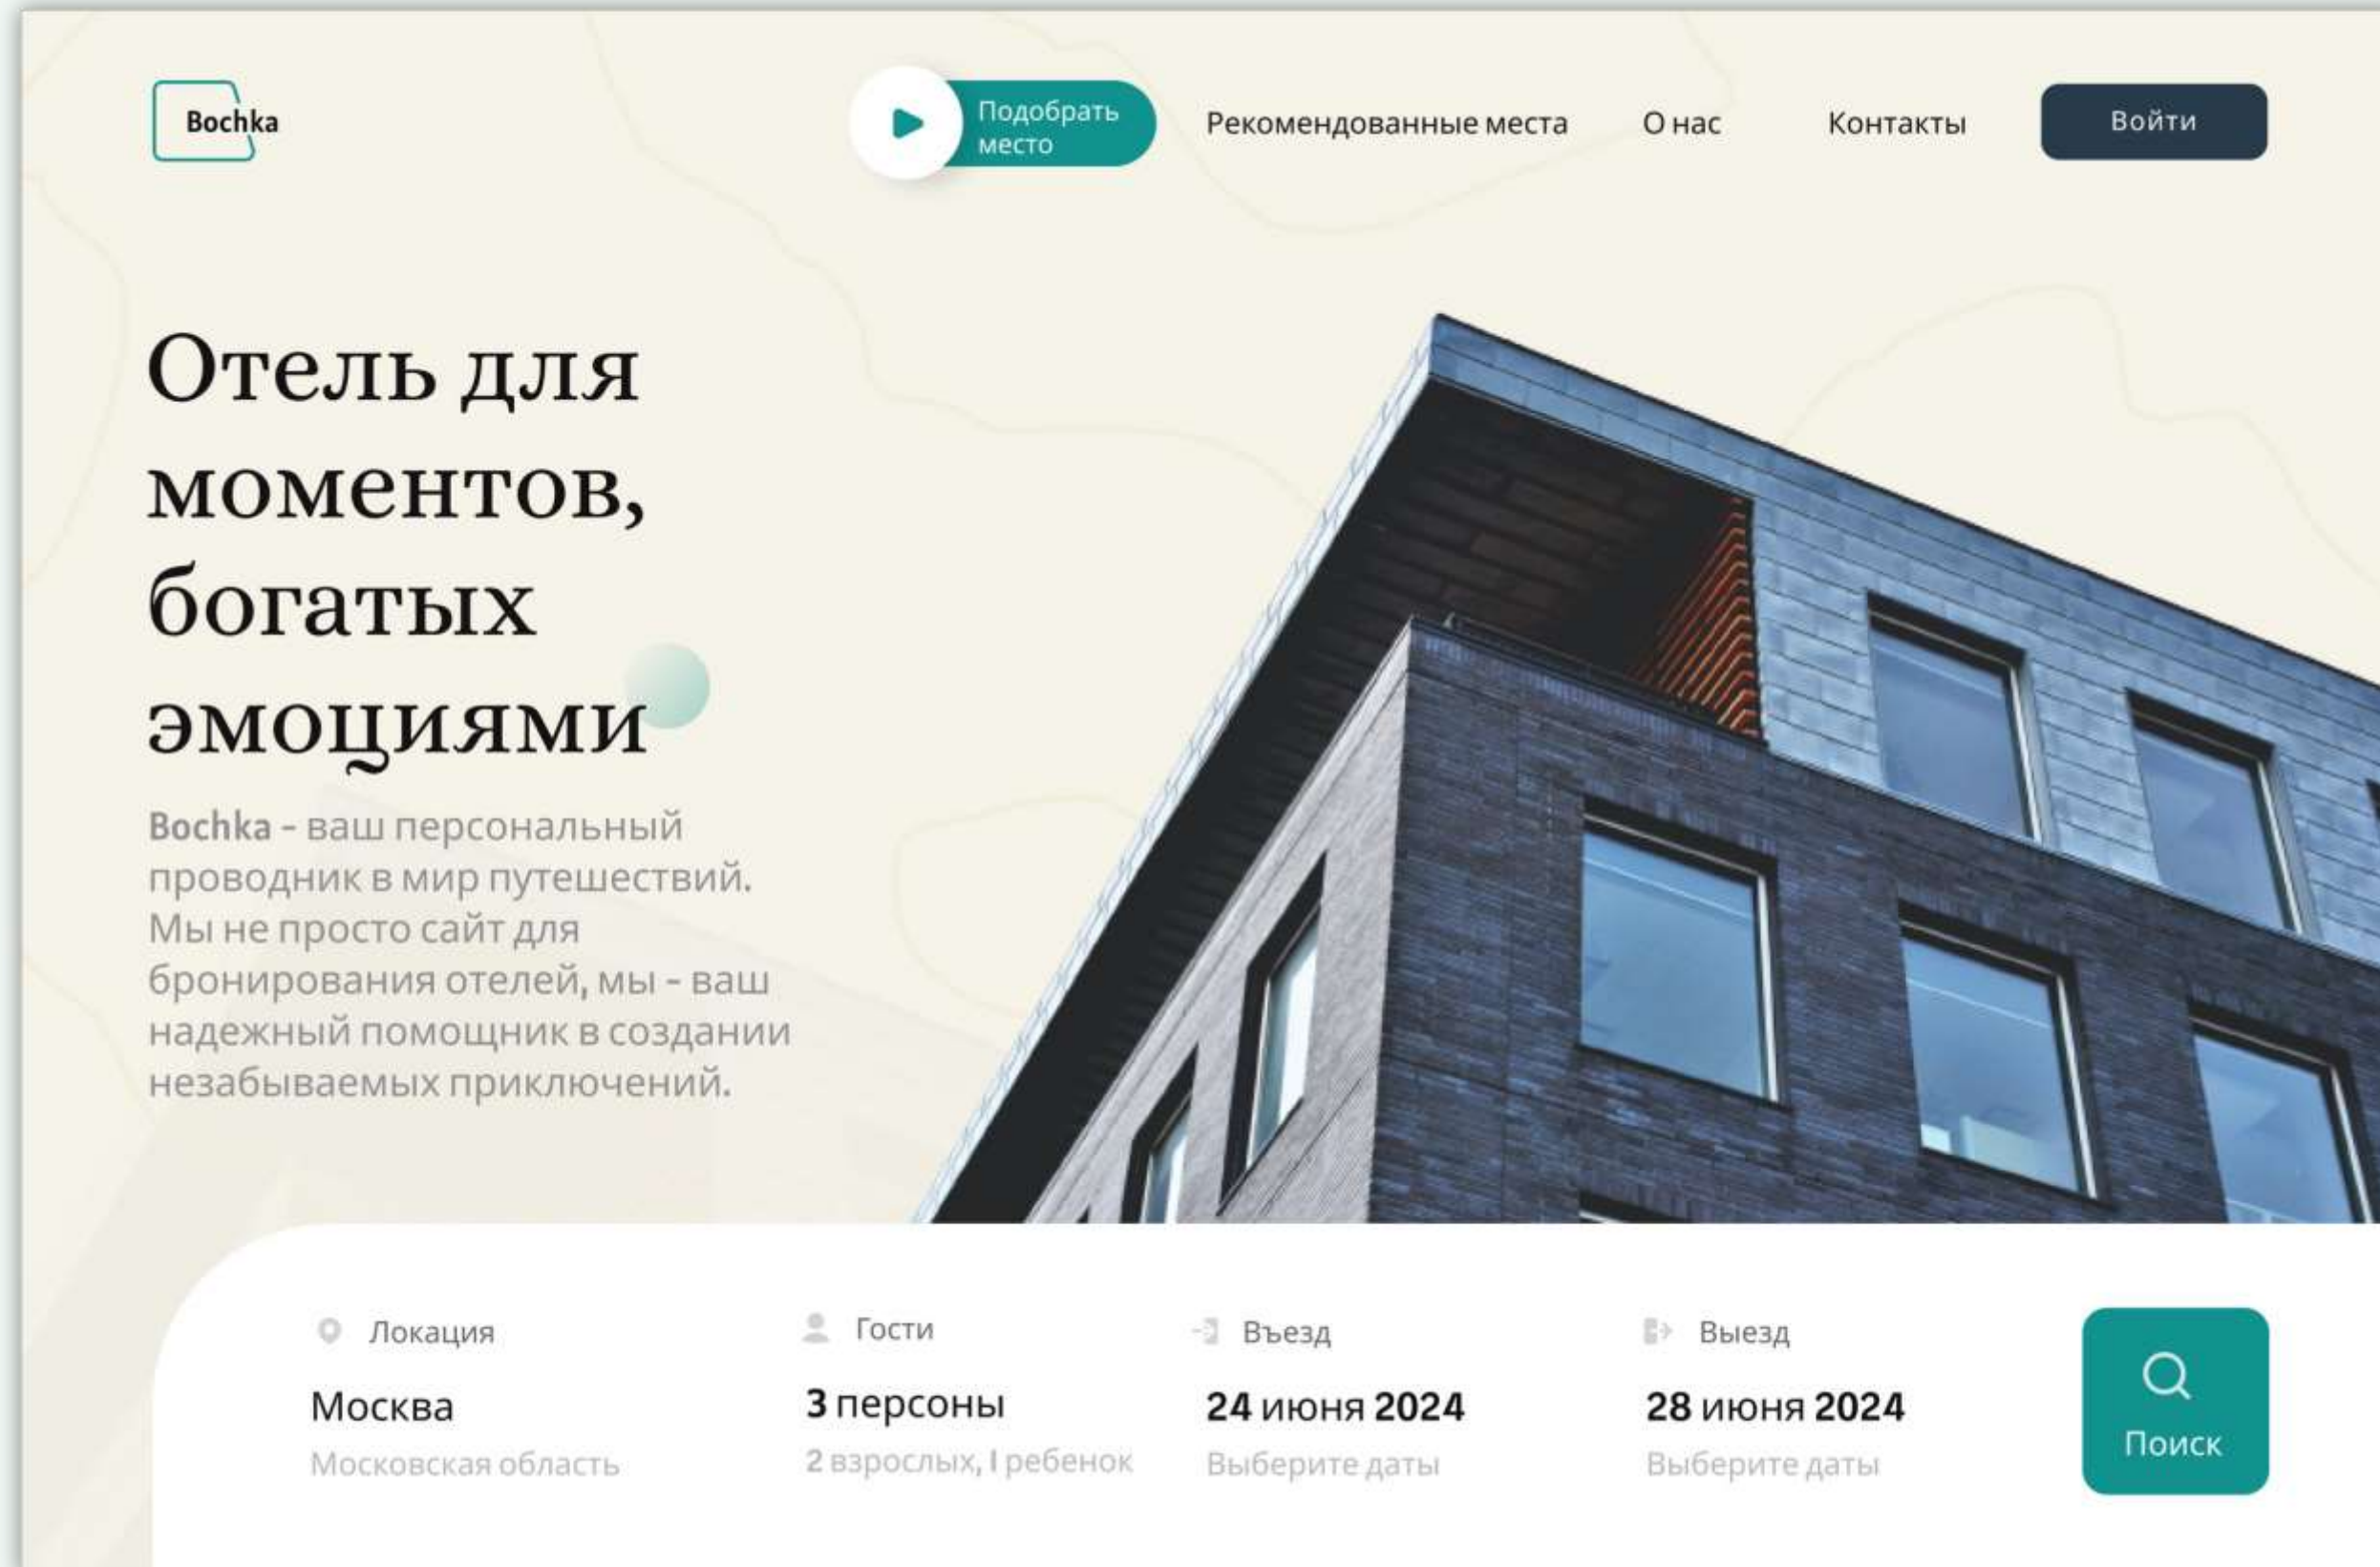 Bochka
Подобрать
место
Рекомендованные места
О нас
Контакты
Войти
Отель для
моментов,
богатых
эмоциями
Bochka - ваш персональный
проводник в мир путешествий.
Мы не просто сайт для
бронирования отелей, мы - ваш
надежный помощник в создании
незабываемых приключений.
Локация
Москва
Московская область
Гости
3 персоны
2 взрослых, 1 ребенок
Въезд
24 июня 2024
Выберите даты
Выезд
28 июня 2024
Выберите даты
Поиск